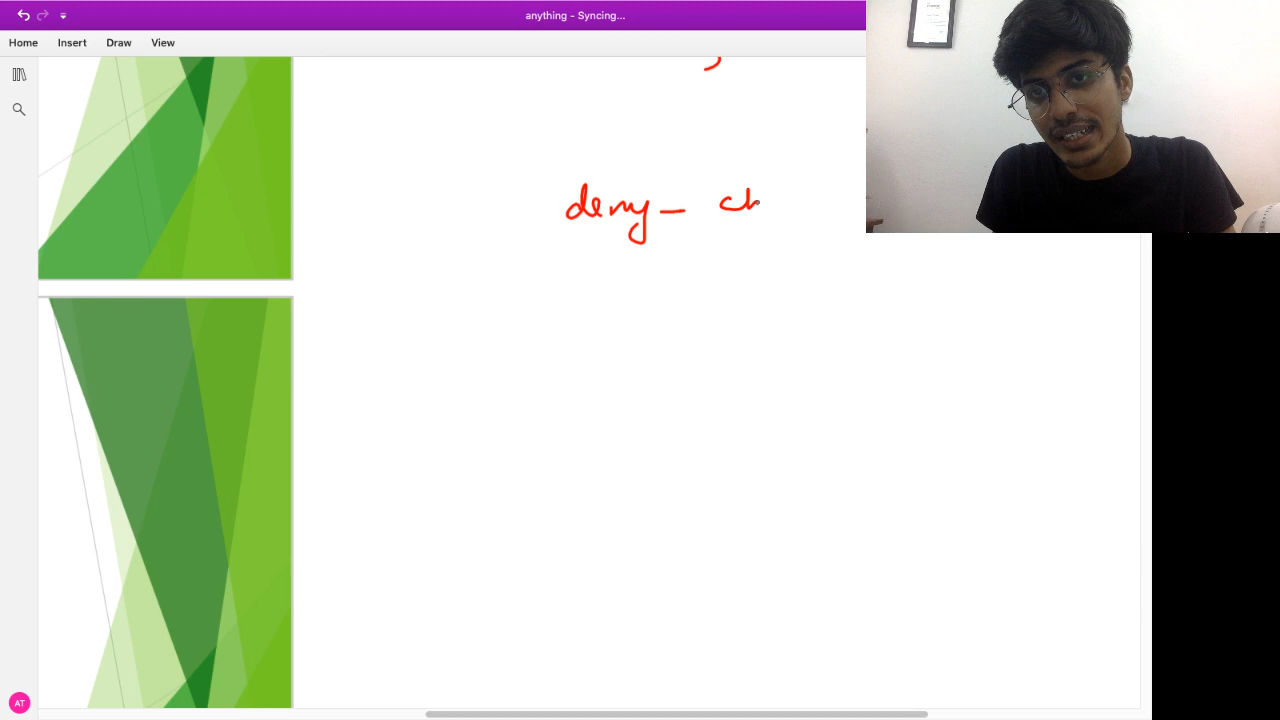 anything - Syncing...
Home Insert Draw View
deny - ch
AT